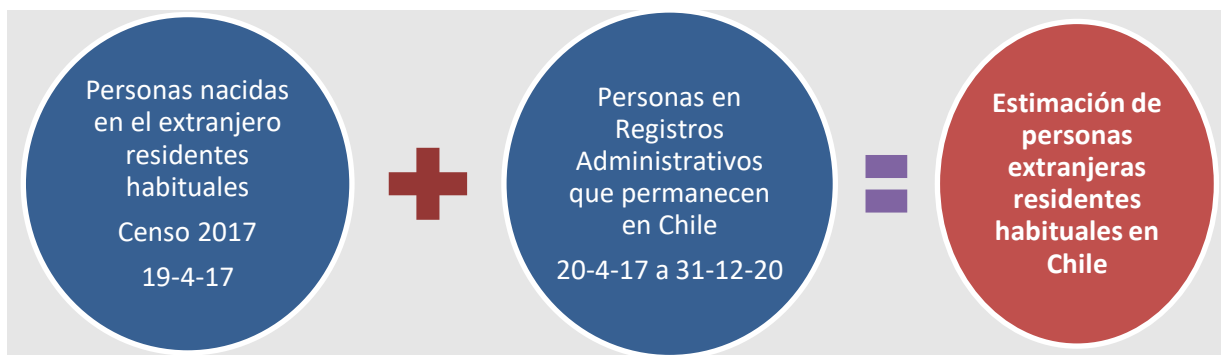 Personas nacidas
en el extranjero
residentes
habituales
Censo 2017
19-4-17
Personas en
Registros
Administrativos
que permanecen
en Chile
20-4-17 a 31-12-20
Estimación de
personas
extranjeras
residentes
habituales en
Chile